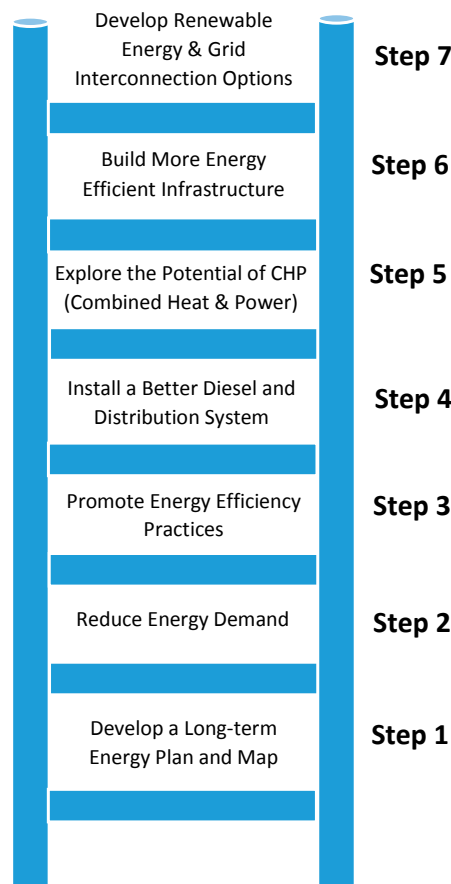 Develop Renewable
Energy & Grid
Interconnection Options
Step 7
Build More Energy
Efficient Infrastructure
Step 6
Explore the Potential of CHP
(Combined Heat & Power)
Step 5
Install a Better Diesel and
Distribution System
Step 4
Promote Energy Efficiency
Practices
Step 3
Reduce Energy Demand
Step 2
Develop a Long-term
Energy Plan and Map
Step 1